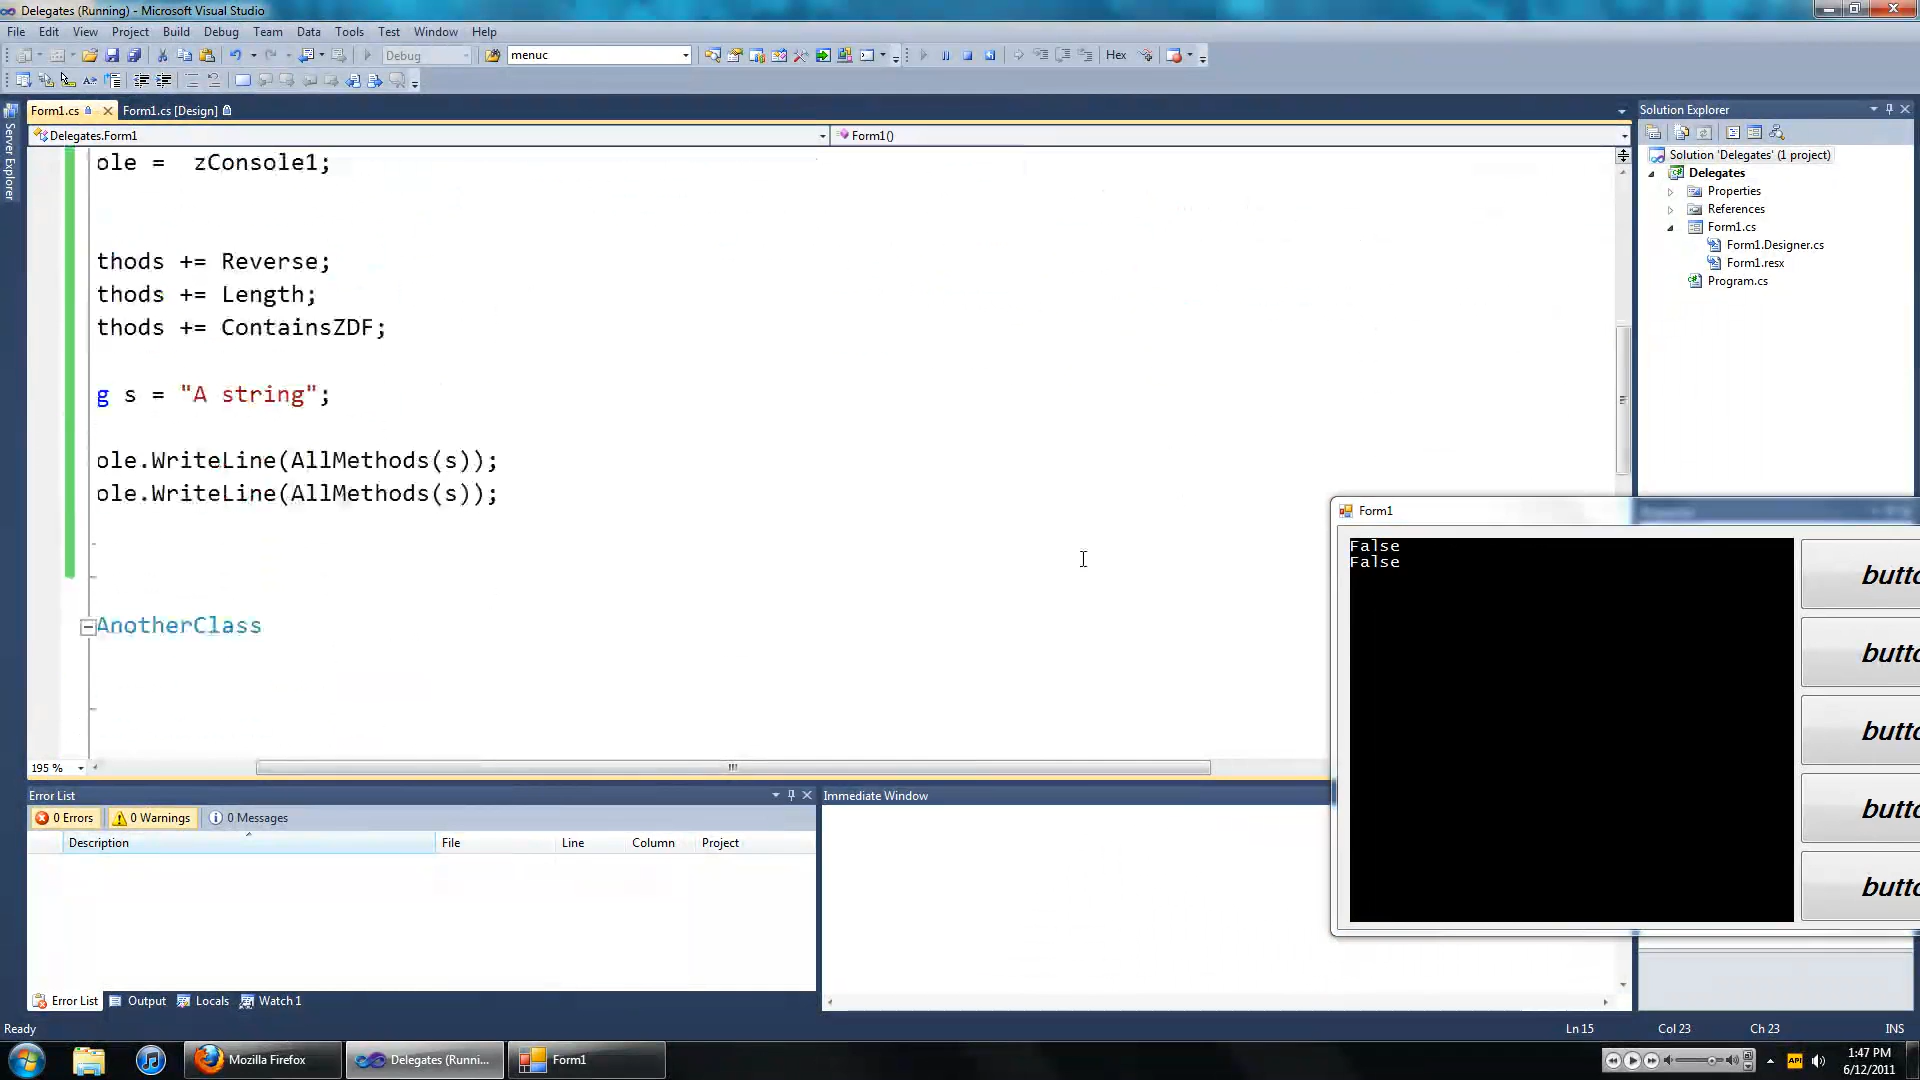 Delegates (Running) - Microsoft Visual Studio
File Edit View Project Build Debug Team Data Tools Test Window Help
Debug menuc Hex
Form1.cs Form1.cs [Design]
Delegates.Form1 Form1()
Server Explorer
ole =  zConsole1;
thods += Reverse;
thods += Length;
thods += ContainsZDF;
g s = "A string";
ole.WriteLine(AllMethods(s));
ole.WriteLine(AllMethods(s));
AnotherClass
195 %
Solution Explorer
Solution 'Delegates' (1 project)
Delegates
Properties
References
Form1.cs
Form1.Designer.cs
Form1.resx
Program.cs
Form1
False
False
butto
butto
butto
butto
butto
Error List
0 Errors 0 Warnings 0 Messages
Description File Line Column Project
Immediate Window
Error List Output Locals Watch 1
Ready Ln 15 Col 23 Ch 23 INS
Mozilla Firefox Delegates (Runni... Form1
API
1:47 PM
6/12/2011